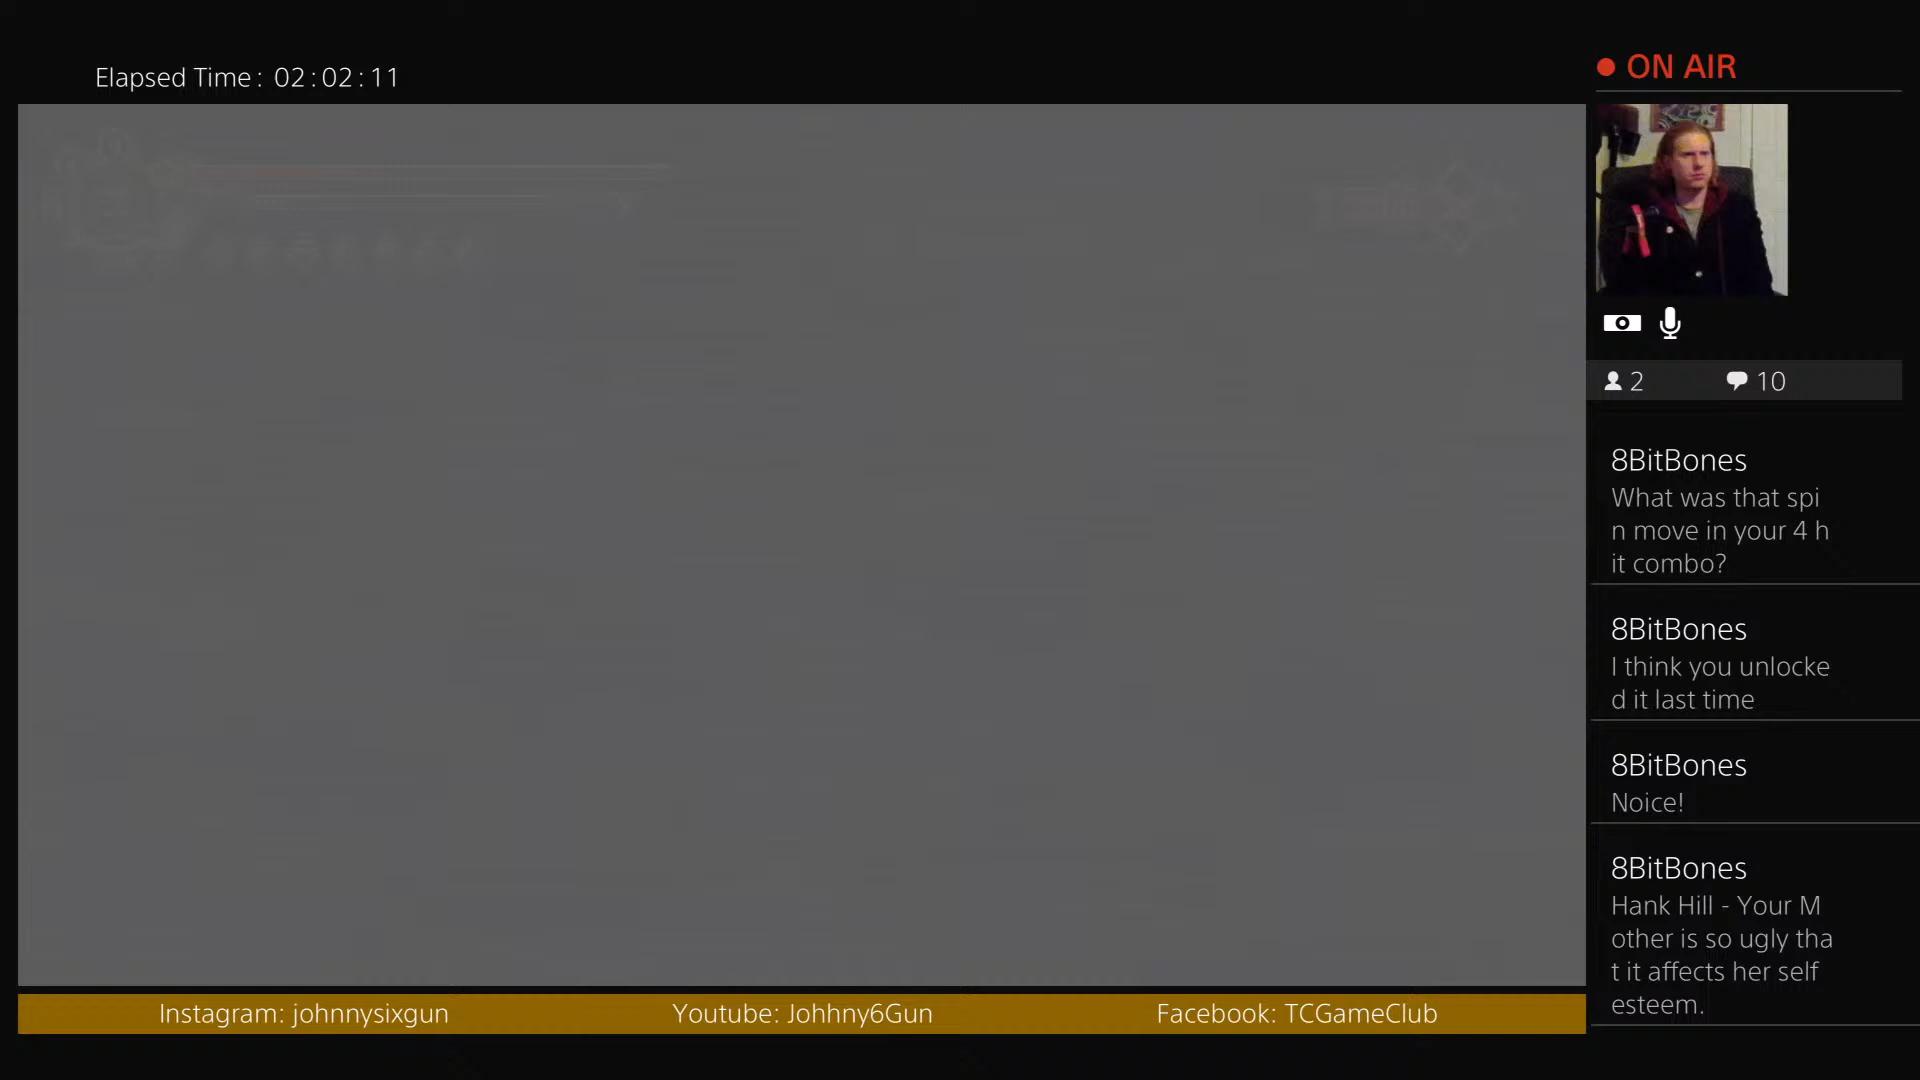 Elapsed Time: 02:02:11
ON AIR
2 10
8BitBones
What was that spi
n move in your 4 h
it combo?
8BitBones
I think you unlocke
d it last time
8BitBones
Noice!
8BitBones
Hank Hill - Your M
other is so ugly tha
t it affects her self
esteem.
Instagram: johnnysixgun Youtube: Johhny6Gun Facebook: TCGameClub